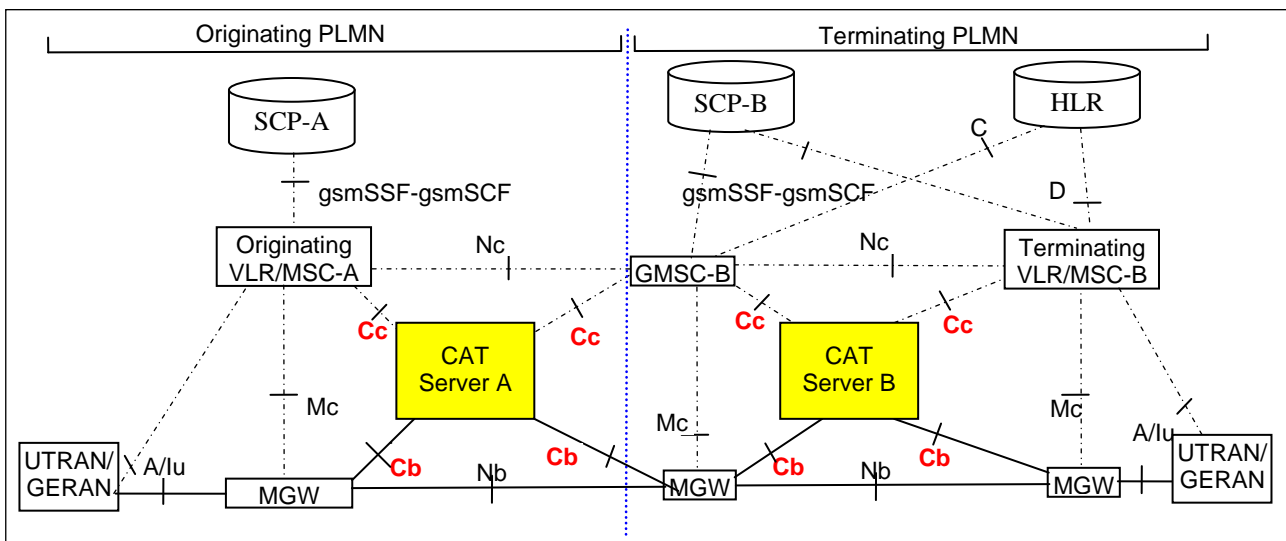 Originating PLMN
Terminating PLMN
SCP-A
SCP-B
HLR
C
gsmSSF-gsmSCF
gsmSSF-gsmSCF
D
Originating
VLR/MSC-A
Nc
GMSC-B
Nc
Terminating
VLR/MSC-B
Cc
Cc
Cc
Cc
CAT
Server A
CAT
Server B
Mc
Mc
Mc
A/Iu
UTRAN/
GERAN
A/Iu
MGW
Cb
Cb
Nb
MGW
Cb
Cb
Nb
MGW
UTRAN/
GERAN